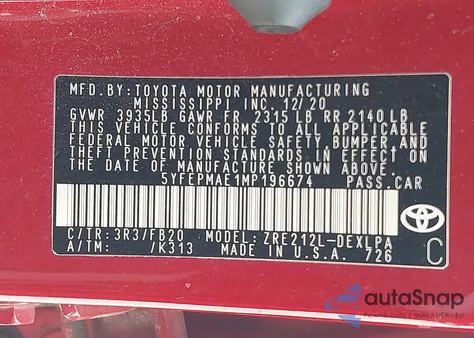 MFD.BY: TOYOTA MOTOR MANUFACTURING
MISSISSIPPI INC. 12/20
GVWR 3935LB GAWR FR 2315 LB RR 2140 LB
THIS VEHICLE CONFORMS TO ALL APPLICABLE
FEDERAL MOTOR VEHICLE SAFETY, BUMPER, AND
THEFT PREVENTION STANDARDS IN EFFECT ON
THE DATE OF MANUFACTURE SHOWN ABOVE.
5YFEPMAE1MP196674 PASS.CAR
C/TR: 3R3/FB20 MODEL: ZRE212L-DEXLPA
A/TM: /K313 MADE IN U.S.A. 726 C
autoSnap